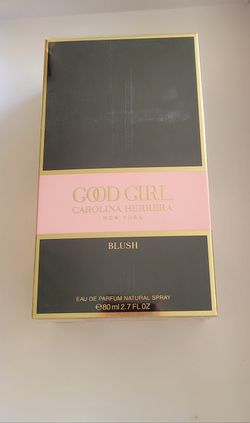 GOOD GIRL
CAROLINA HERRERA
NEW YORK
BLUSH
EAU DE PARFUM NATURAL SPRAY
℮80 ml 2.7 FL OZ